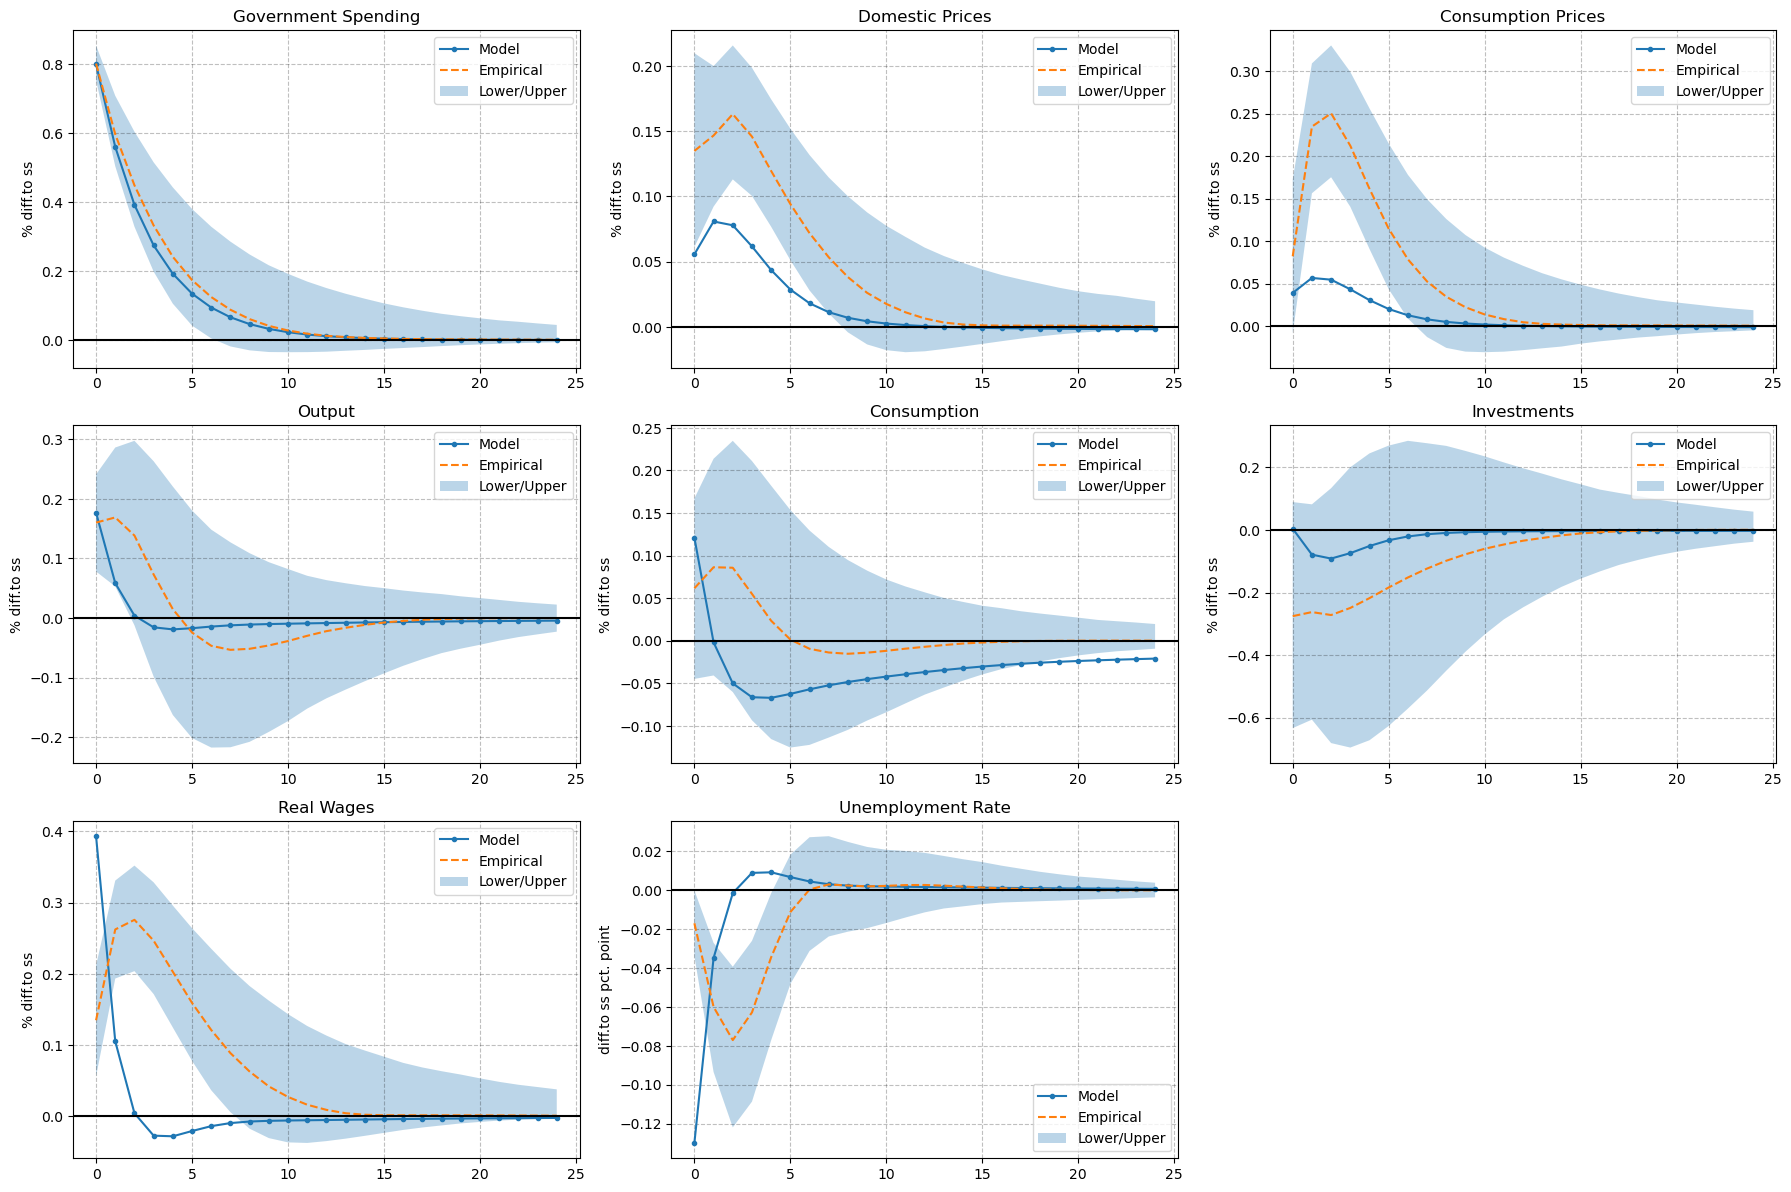 Government Spending
% diff.to ss
0.8
0.6
0.4
0.2
0.0
0 5 10 15 20 25
Model
Empirical
Lower/Upper
Domestic Prices
% diff.to ss
0.20
0.15
0.10
0.05
0.00
0 5 10 15 20 25
Model
Empirical
Lower/Upper
Consumption Prices
% diff.to ss
0.30
0.25
0.20
0.15
0.10
0.05
0.00
0 5 10 15 20 25
Model
Empirical
Lower/Upper
Output
% diff.to ss
0.3
0.2
0.1
0.0
−0.1
−0.2
0 5 10 15 20 25
Model
Empirical
Lower/Upper
Consumption
% diff.to ss
0.25
0.20
0.15
0.10
0.05
0.00
−0.05
−0.10
0 5 10 15 20 25
Model
Empirical
Lower/Upper
Investments
% diff.to ss
0.2
0.0
−0.2
−0.4
−0.6
0 5 10 15 20 25
Model
Empirical
Lower/Upper
Real Wages
% diff.to ss
0.4
0.3
0.2
0.1
0.0
0 5 10 15 20 25
Model
Empirical
Lower/Upper
Unemployment Rate
diff.to ss pct. point
0.02
0.00
−0.02
−0.04
−0.06
−0.08
−0.10
−0.12
0 5 10 15 20 25
Model
Empirical
Lower/Upper